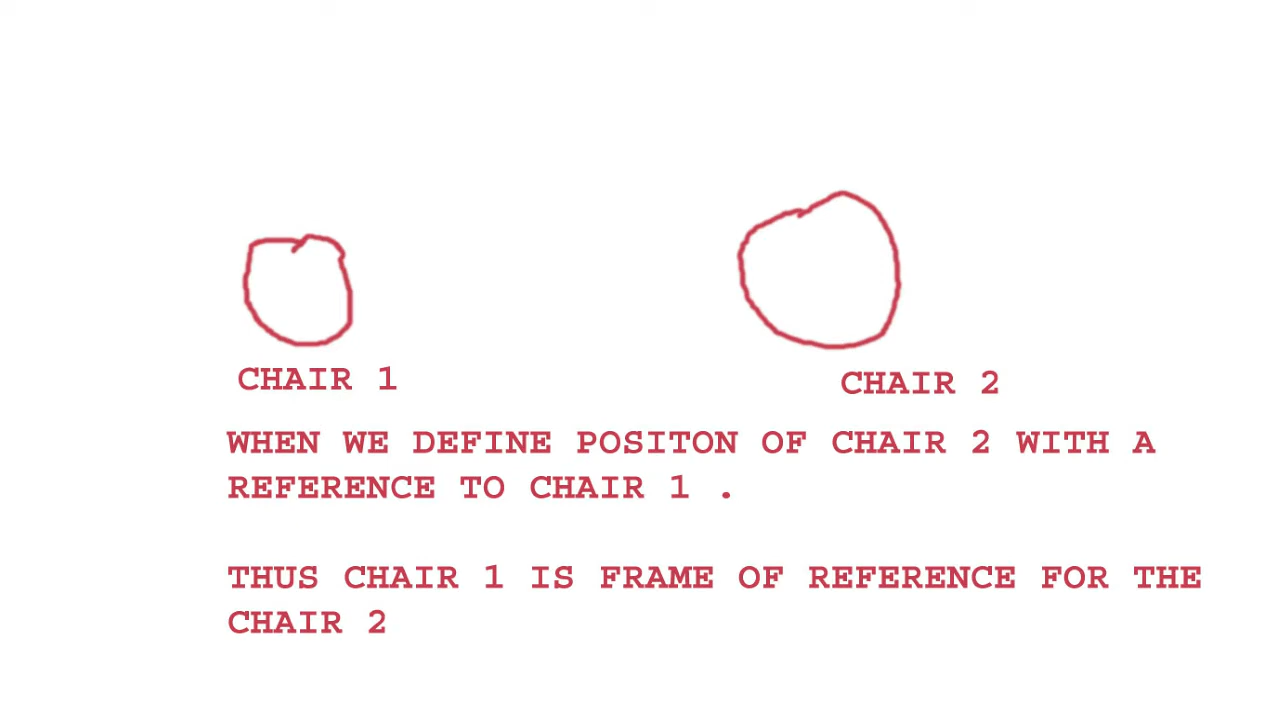 CHAIR 1
CHAIR 2
WHEN WE DEFINE POSITON OF CHAIR 2 WITH A
REFERENCE TO CHAIR 1 .
THUS CHAIR 1 IS FRAME OF REFERENCE FOR THE
CHAIR 2